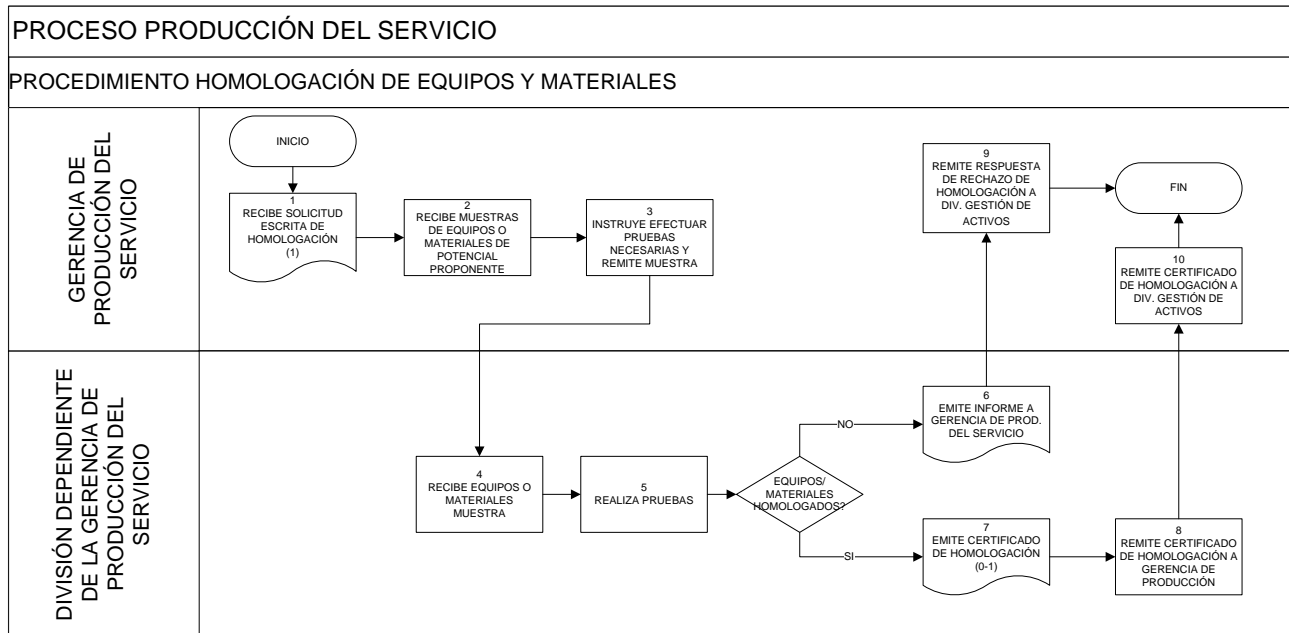 PROCESO PRODUCCIÓN DEL SERVICIO
PROCEDIMIENTO HOMOLOGACIÓN DE EQUIPOS Y MATERIALES
GERENCIA DE
PRODUCCIÓN DEL
SERVICIO
INICIO
1
RECIBE SOLICITUD
ESCRITA DE
HOMOLOGACIÓN
(1)
2
RECIBE MUESTRAS
DE EQUIPOS O
MATERIALES DE
POTENCIAL
PROPONENTE
3
INSTRUYE EFECTUAR
PRUEBAS
NECESARIAS Y
REMITE MUESTRA
9
REMITE RESPUESTA
DE RECHAZO DE
HOMOLOGACIÓN A
DIV. GESTIÓN DE
ACTIVOS
FIN
10
REMITE CERTIFICADO
DE HOMOLOGACIÓN A
DIV. GESTIÓN DE
ACTIVOS
DIVISIÓN DEPENDIENTE
DE LA GERENCIA DE
PRODUCCIÓN DEL
SERVICIO
4
RECIBE EQUIPOS O
MATERIALES
MUESTRA
5
REALIZA PRUEBAS
EQUIPOS/
MATERIALES
HOMOLOGADOS?
NO
6
EMITE INFORME A
GERENCIA DE PROD.
DEL SERVICIO
SI
7
EMITE CERTIFICADO
DE HOMOLOGACIÓN
(0-1)
8
REMITE CERTIFICADO
DE HOMOLOGACIÓN A
GERENCIA DE
PRODUCCIÓN